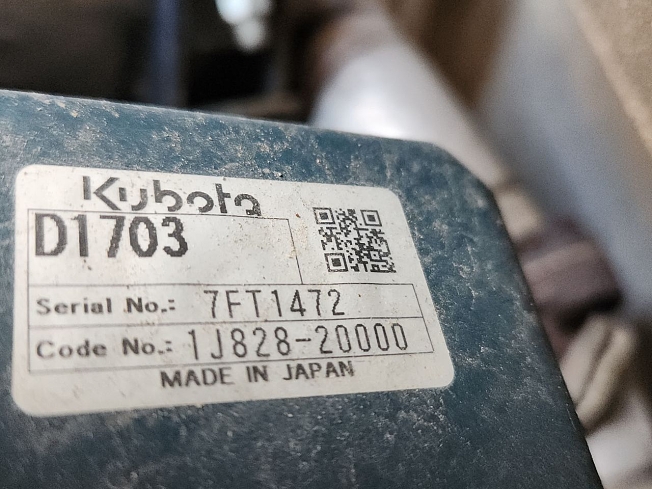 Kubota
D1703
Serial No.: 7FT1472
Code No.: 1J828-20000
MADE IN JAPAN